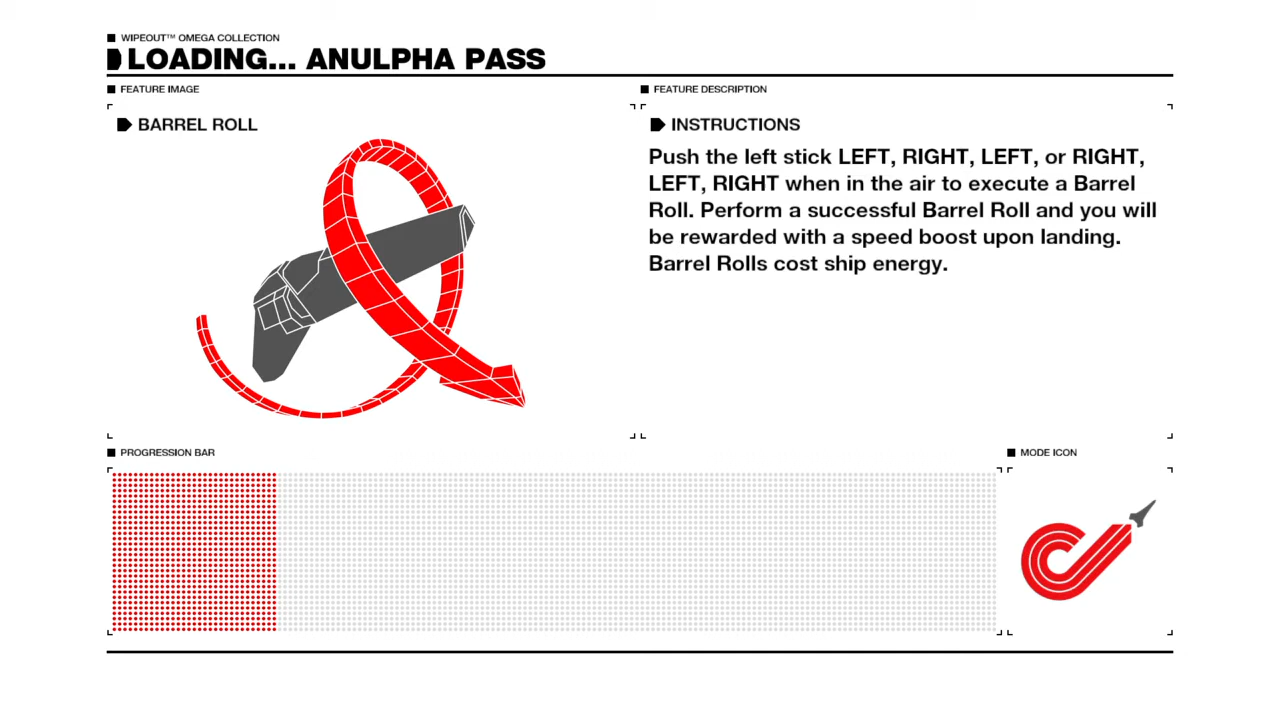 WIPEOUT™ OMEGA COLLECTION
LOADING... ANULPHA PASS
FEATURE IMAGE
BARREL ROLL
FEATURE DESCRIPTION
INSTRUCTIONS
Push the left stick LEFT, RIGHT, LEFT, or RIGHT,
LEFT, RIGHT when in the air to execute a Barrel
Roll. Perform a successful Barrel Roll and you will
be rewarded with a speed boost upon landing.
Barrel Rolls cost ship energy.
PROGRESSION BAR
MODE ICON